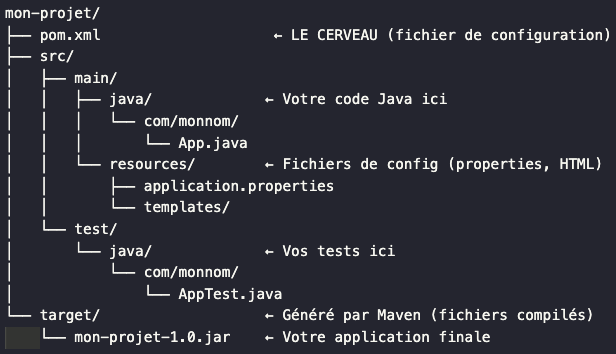 mon-projet/
├── pom.xml                    ← LE CERVEAU (fichier de configuration)
├── src/
│   ├── main/
│   │   ├── java/             ← Votre code Java ici
│   │   │   └── com/monnom/
│   │   │       └── App.java
│   │   └── resources/        ← Fichiers de config (properties, HTML)
│   │       ├── application.properties
│   │       └── templates/
│   └── test/
│       └── java/             ← Vos tests ici
│           └── com/monnom/
│               └── AppTest.java
└── target/                   ← Généré par Maven (fichiers compilés)
    └── mon-projet-1.0.jar    ← Votre application finale